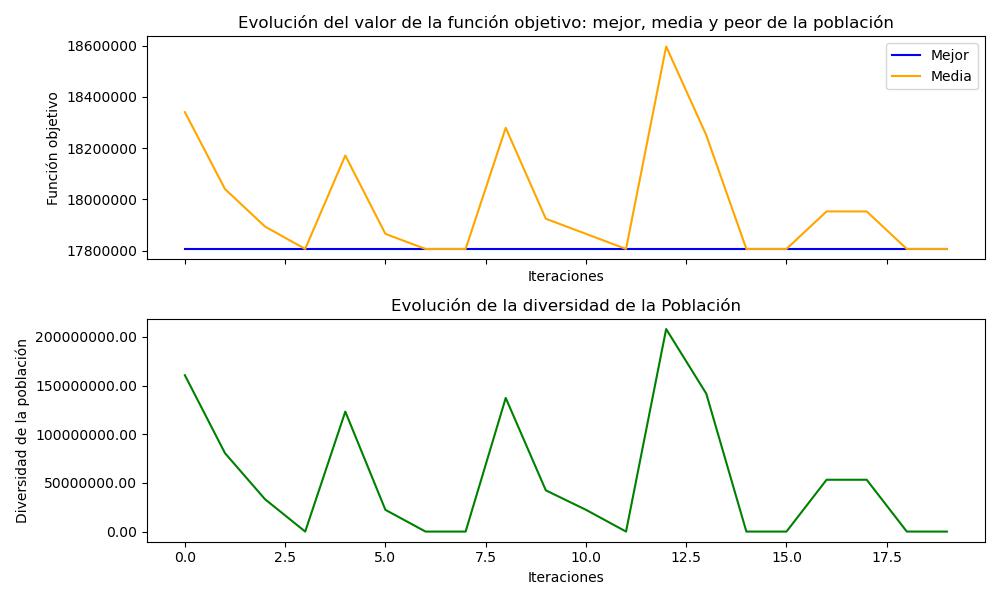 Evolución del valor de la función objetivo: mejor, media y peor de la población
18600000
18400000
18200000
18000000
17800000
Función objetivo
Mejor
Media
Iteraciones
Evolución de la diversidad de la Población
200000000.00
150000000.00
100000000.00
50000000.00
0.00
Diversidad de la población
0.0 2.5 5.0 7.5 10.0 12.5 15.0 17.5
Iteraciones